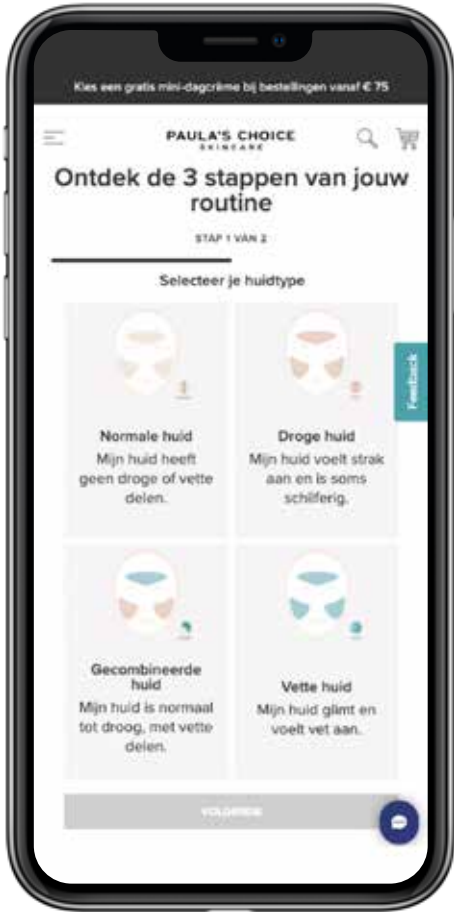 Kies een gratis mini-dagcrème bij bestellingen vanaf € 75
PAULA'S CHOICE
SKINCARE
Ontdek de 3 stappen van jouw
routine
STAP 1 VAN 2
Selecteer je huidtype
Feedback
Normale huid
Mijn huid heeft
geen droge of vette
delen.
Droge huid
Mijn huid voelt strak
aan en is soms
schilferig.
Gecombineerde
huid
Mijn huid is normaal
tot droog, met vette
delen.
Vette huid
Mijn huid glimt en
voelt vet aan.
VOLGENDE